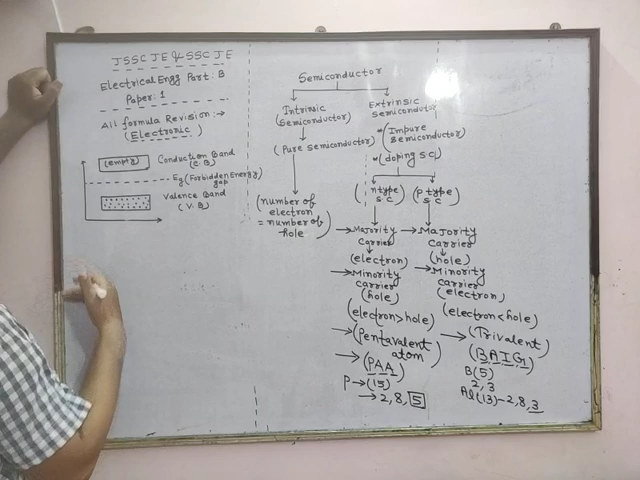 JSSC JE & SSC JE
Electrical Engg Part: B
Paper: 1
All formula Revision:→
(Electronic)
(empty)
Conduction Band
(C.B)
Eg (Forbidden Energy
gap
Valence Band
(V.B)
Semiconductor
Intrinsic
(Semiconductor)
(Pure semiconductor)
(number of
electron
= number of
hole)
Extrinsic
Semiconductor
*(Impure
Semiconductor)
*(doping S.C)
(n type
S.C)
→Majority
carrier
(electron)
→Minority
carrier
(hole)
(electron>hole)
→(Pentavalent
atom)
→(PAA)
P→(15)
→2,8,5
(P type
S.C)
→Majority
carrier
(hole)
→Minority
carrier
(electron)
(electron<hole)
→(Trivalent)
(B,A,I,G)
B(5)
2,3
Al(13)-2,8,3